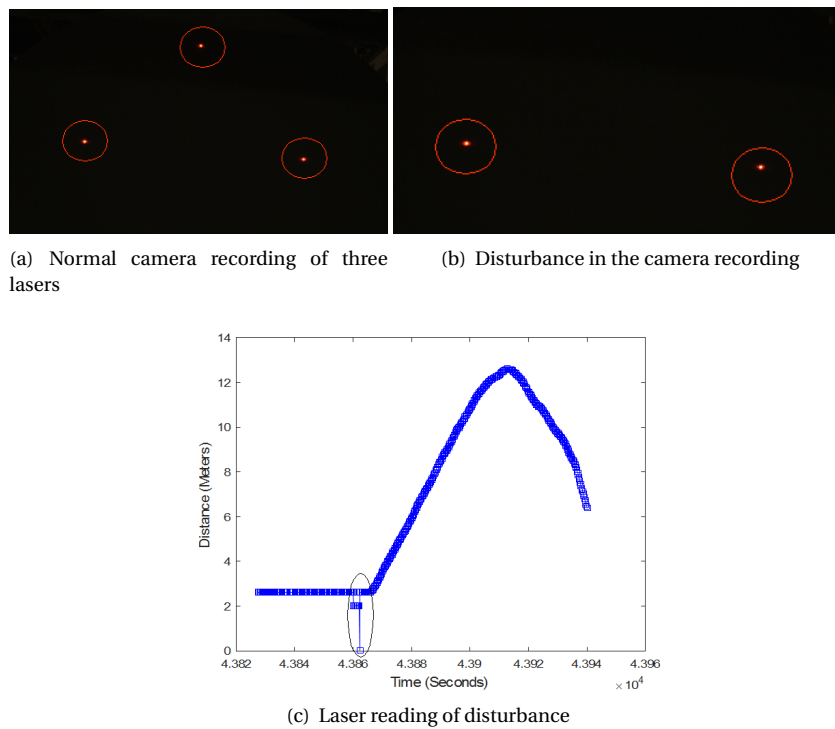 (a) Normal camera recording of three
lasers
(b) Disturbance in the camera recording
14
12
10
8
6
4
2
0
Distance (Meters)
4.382 4.384 4.386 4.388 4.39 4.392 4.394 4.396
Time (Seconds)
× 10⁴
(c) Laser reading of disturbance